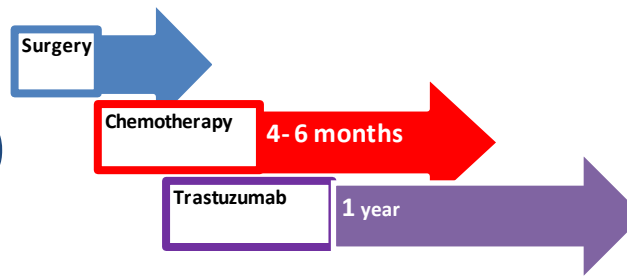 Surgery
Chemotherapy
4- 6 months
Trastuzumab
1 year